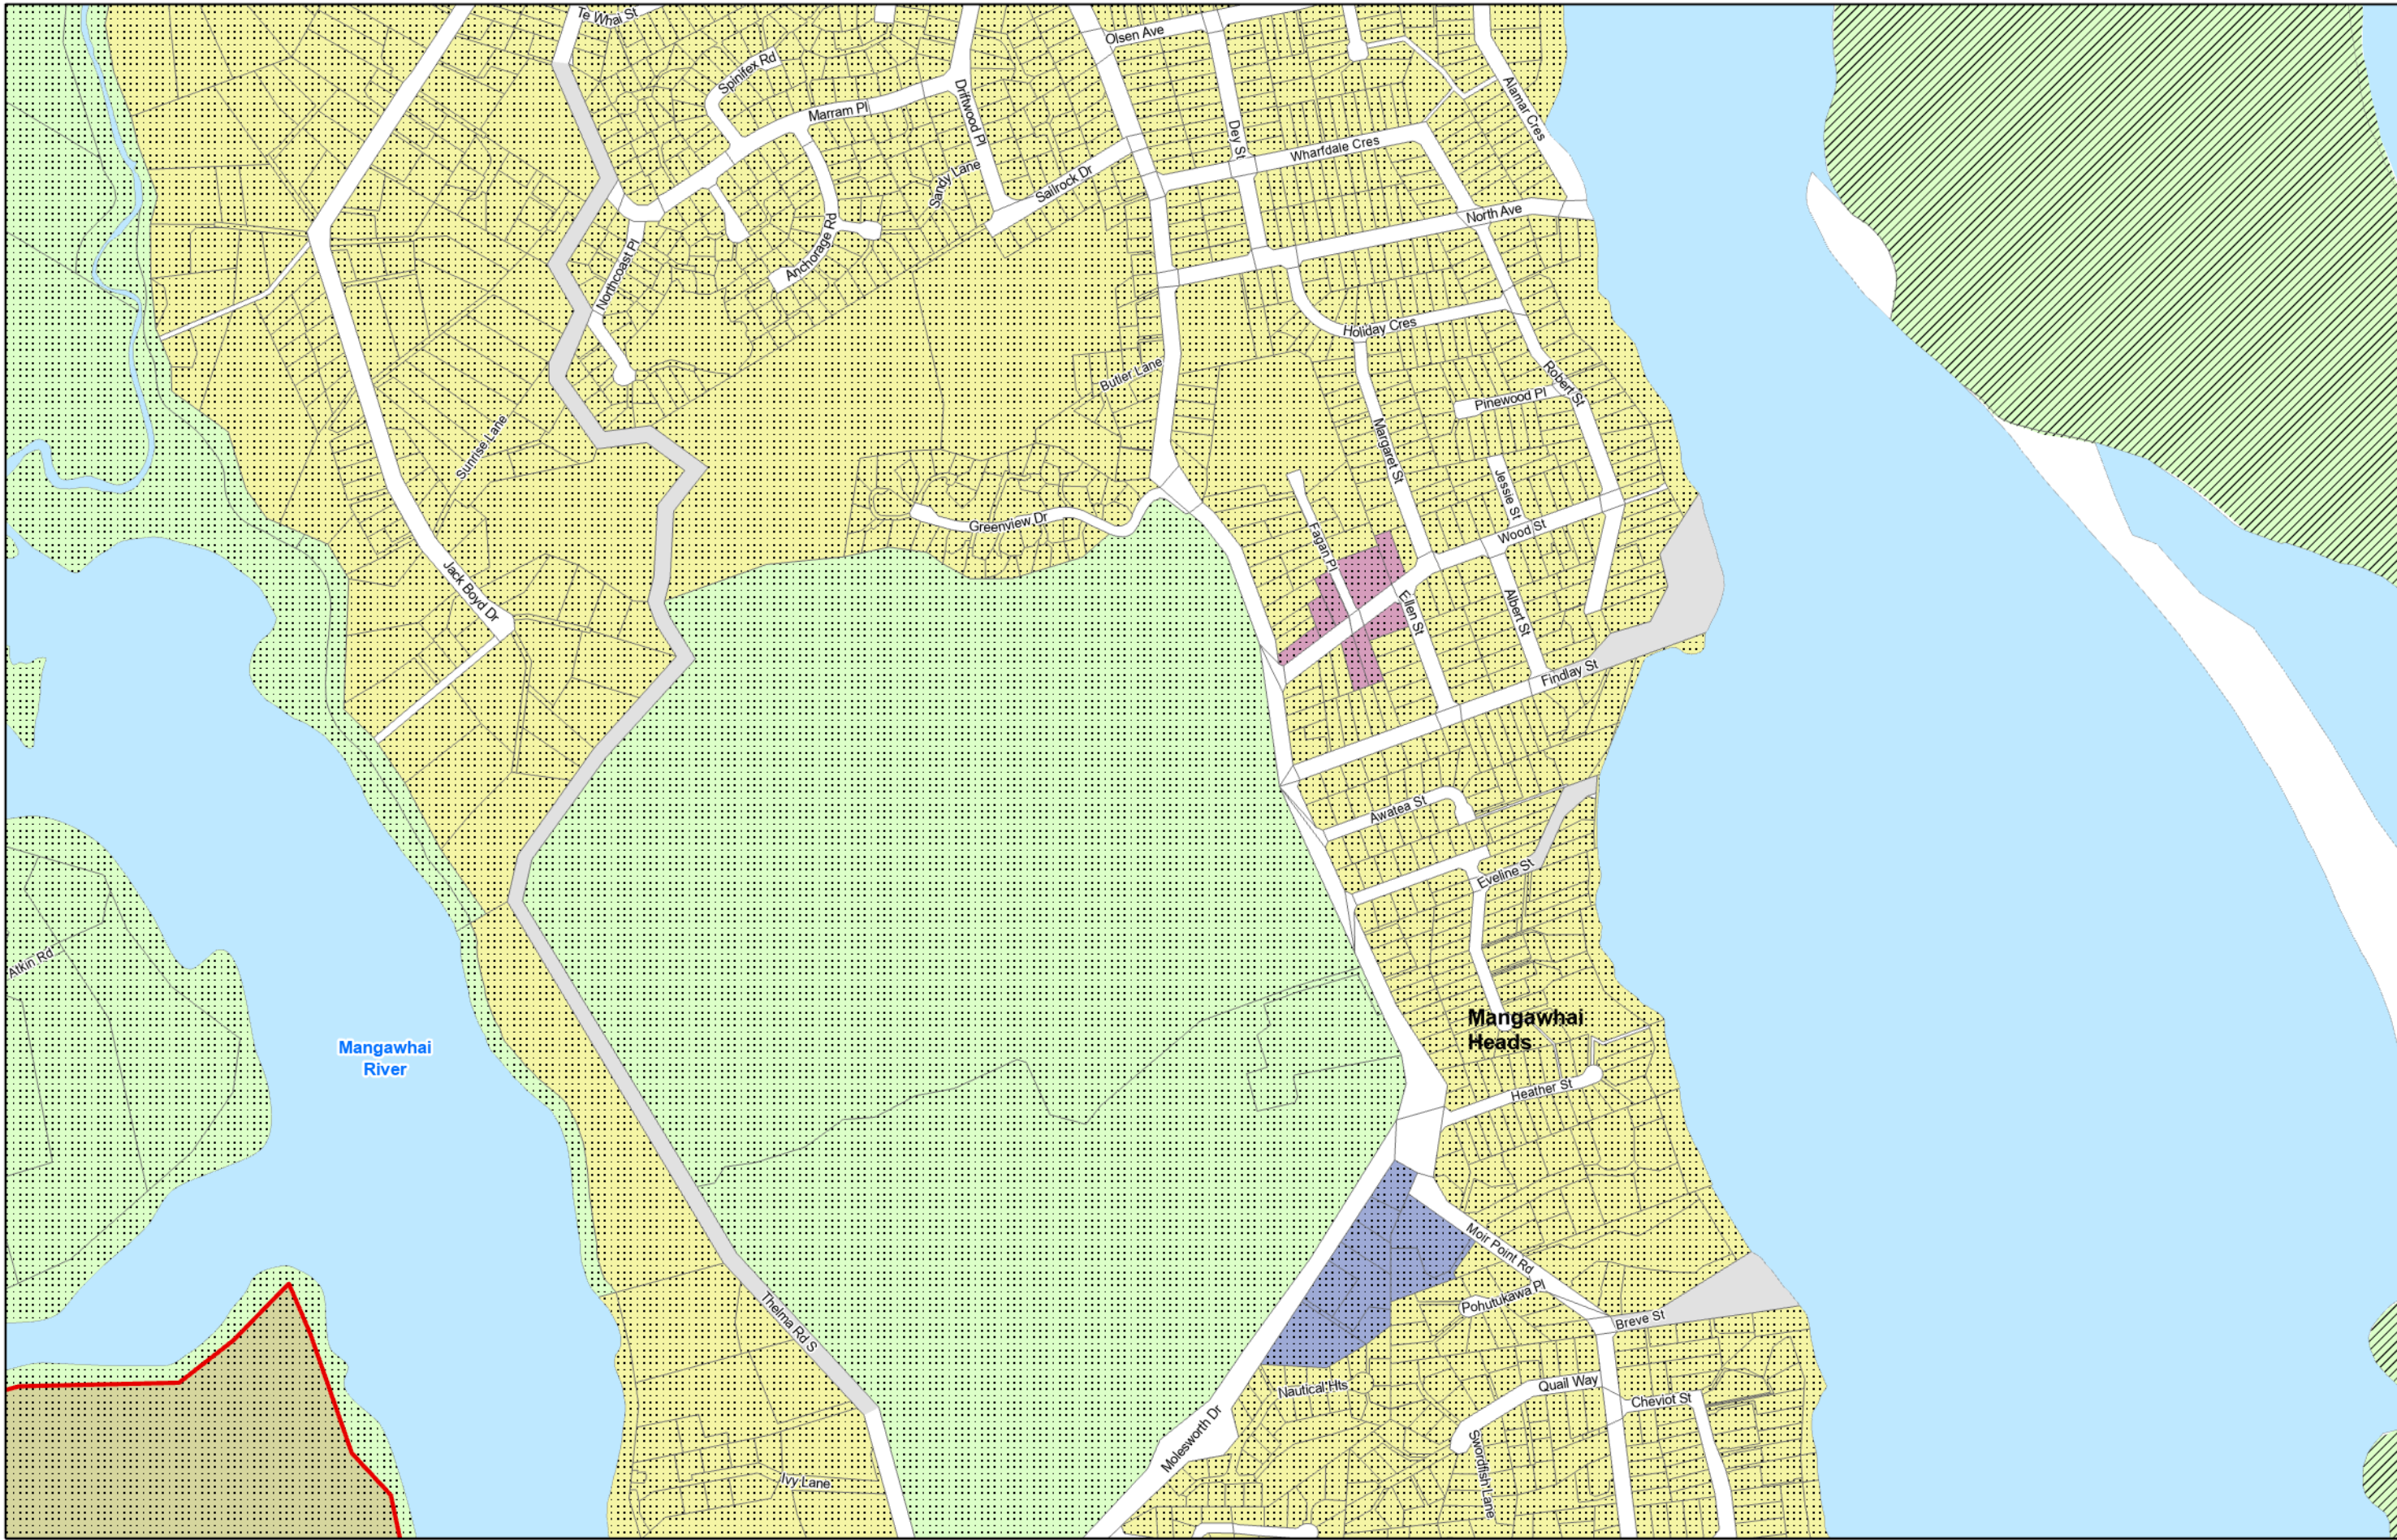 Te Whai St
Olsen Ave
Spinifex Rd
Alamar Cres
Marram Pl
Driftwood Pl
Dey St
Wharfdale Cres
Sandy Lane
Sailrock Dr
North Ave
Anchorage Rd
Northcoast Pl
Holiday Cres
Butler Lane
Robert St
Pinewood Pl
Sunrise Lane
Margaret St
Jessie St
Greenview Dr
Wood St
Fagan Pl
Jack Boyd Dr
Ellen St
Albert St
Findlay St
Awatea St
Eveline St
Atkin Rd
Mangawhai
Heads
Mangawhai
River
Heather St
Moir Point Rd
Pohutukawa Pl
Thelma Rd S
Breve St
Nautical Hts
Quail Way
Cheviot St
Molesworth Dr
Swordfish Lane
Ivy Lane